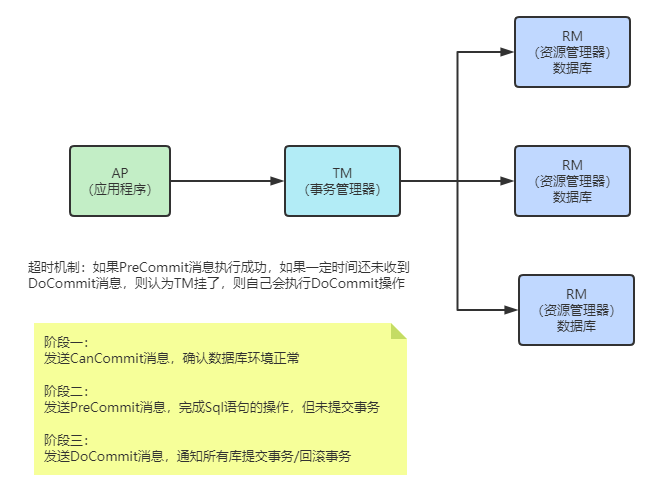 RM
（资源管理器）
数据库
AP
（应用程序）
TM
（事务管理器）
RM
（资源管理器）
数据库
超时机制：如果PreCommit消息执行成功，如果一定时间还未收到
DoCommit消息，则认为TM挂了，则自己会执行DoCommit操作
RM
（资源管理器）
数据库
阶段一：
发送CanCommit消息，确认数据库环境正常
阶段二：
发送PreCommit消息，完成Sql语句的操作，但未提交事务
阶段三：
发送DoCommit消息，通知所有库提交事务/回滚事务